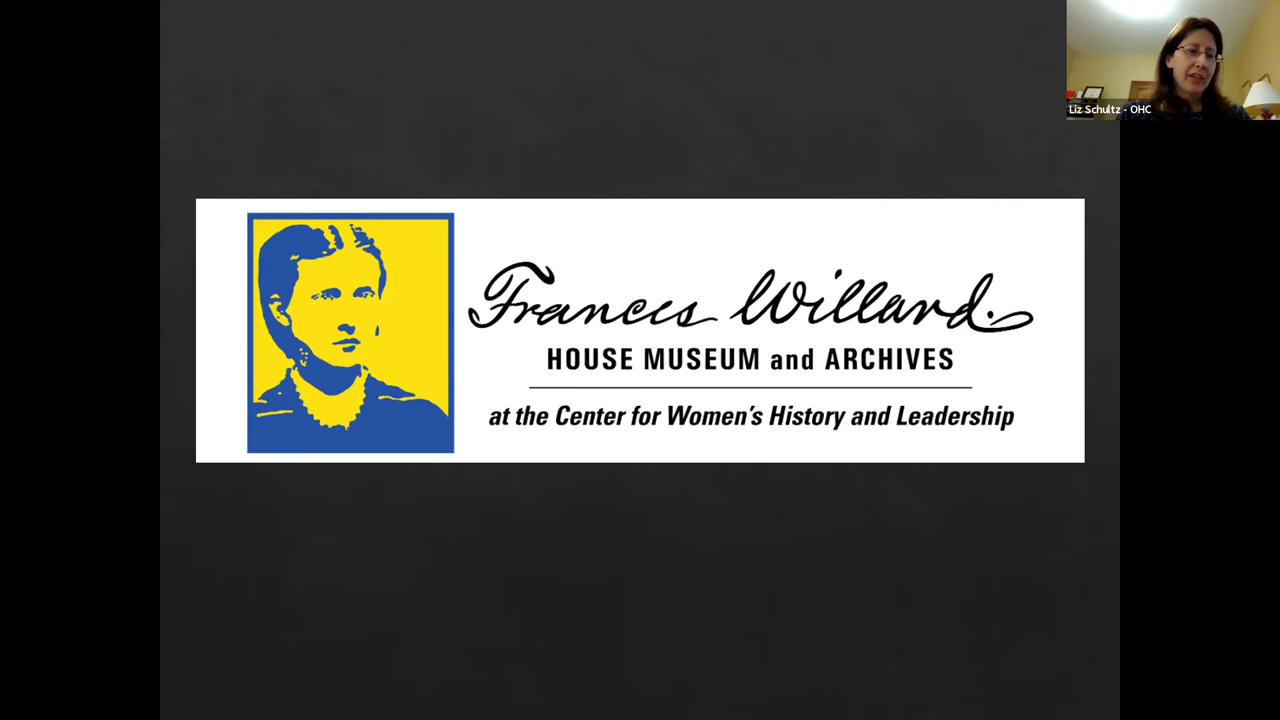 Liz Schultz - OHC
Frances Willard.
HOUSE MUSEUM and ARCHIVES
at the Center for Women's History and Leadership